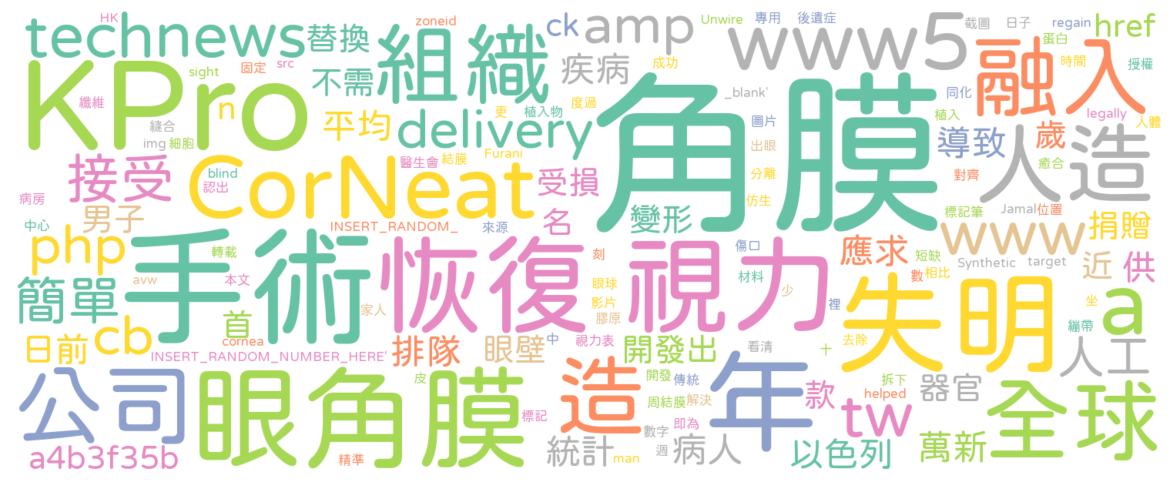 HK
zoneid
ck
amp
Unwire
專用
後遺症
截圖
日子
regain
href
technews
替換
組織
www5
蛋白
KPro
sight
固定
src
不需
疾病
成功
時間
授權
融入
纖維
n
平均
delivery
更
植入物
度過
_blank'
角膜
圖片
同化
植入
legally
人體
縫合
img
細胞
醫生會
結膜
Furani
出眼
導致
歲
人造
癒合
接受
blind
認出
CorNeat
受損
分離
仿生
對齊
病房
男子
名
變形
標記筆
Jamal
位置
捐贈
中心
php
INSERT_RANDOM_
來源
傷口
應求
www
短缺
近
供
轉載
手術
恢復
視力
刻
眼球
材料
Synthetic
target
數
相比
簡單
avw
本文
家人
影片
膠原
少
裡
失明
坐
a
繃帶
日前
cb
首
cornea
排隊
眼壁
中
視力表
開發出
看清
十
去除
人工
INSERT_RANDOM_NUMBER_HERE'
公司
眼角膜
皮
造
開發
傳統
年
款
拆下
helped
器官
全球
標記
周結膜
解決
即為
tw
a4b3f35b
精準
統計
man
數字
週
病人
以色列
萬新